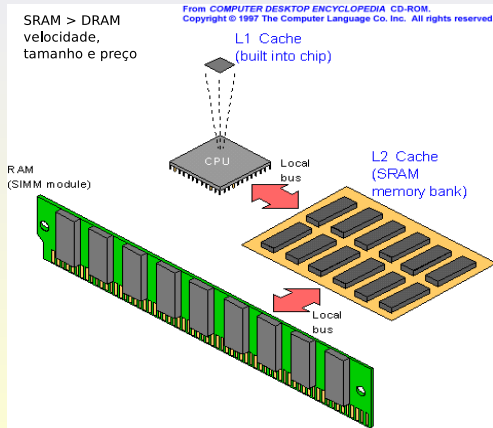 SRAM > DRAM
velocidade,
tamanho e preço
From COMPUTER DESKTOP ENCYCLOPEDIA CD-ROM.
Copyright © 1997 The Computer Language Co. Inc. All rights reserved
L1 Cache
(built into chip)
CPU
Local
bus
L2 Cache
(SRAM
memory bank)
RAM
(SIMM module)
Local
bus